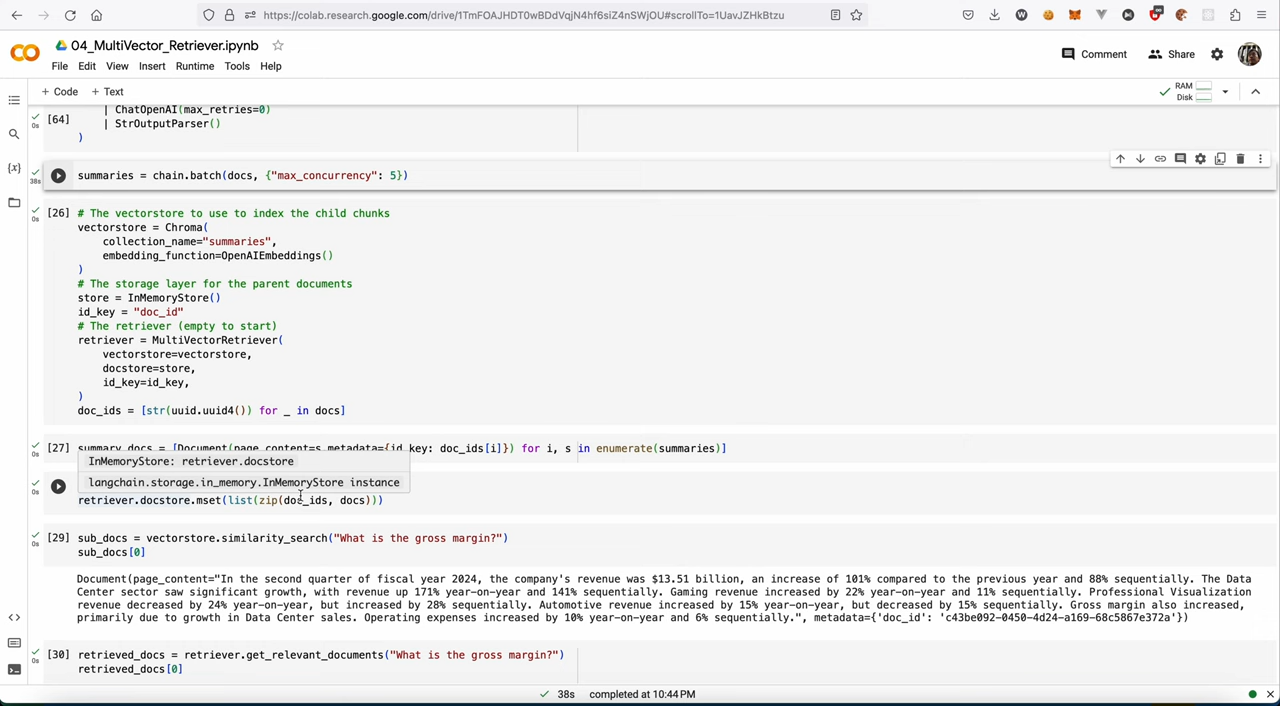 https://colab.research.google.com/drive/1TmFOAJHDT0wBDdVqjN4hf6siZ4nSWjOU#scrollTo=1UavJZHkBtzu
04_MultiVector_Retriever.ipynb
Comment
Share
File Edit View Insert Runtime Tools Help
+ Code + Text
RAM
Disk
| ChatOpenAI(max_retries=0)
0s
[64]
| StrOutputParser()
)
38s
summaries = chain.batch(docs, {"max_concurrency": 5})
0s
[26] # The vectorstore to use to index the child chunks
vectorstore = Chroma(
collection_name="summaries",
embedding_function=OpenAIEmbeddings()
)
# The storage layer for the parent documents
store = InMemoryStore()
id_key = "doc_id"
# The retriever (empty to start)
retriever = MultiVectorRetriever(
vectorstore=vectorstore,
docstore=store,
id_key=id_key,
)
doc_ids = [str(uuid.uuid4()) for _ in docs]
0s
[27] summary_docs = [Document(page_content=s,metadata={id_key: doc_ids[i]}) for i, s in enumerate(summaries)]
InMemoryStore: retriever.docstore
langchain.storage.in_memory.InMemoryStore instance
0s
retriever.docstore.mset(list(zip(doc_ids, docs)))
0s
[29] sub_docs = vectorstore.similarity_search("What is the gross margin?")
sub_docs[0]
Document(page_content="In the second quarter of fiscal year 2024, the company's revenue was $13.51 billion, an increase of 101% compared to the previous year and 88% sequentially. The Data
Center sector saw significant growth, with revenue up 171% year-on-year and 141% sequentially. Gaming revenue increased by 22% year-on-year and 11% sequentially. Professional Visualization
revenue decreased by 24% year-on-year, but increased by 28% sequentially. Automotive revenue increased by 15% year-on-year, but decreased by 15% sequentially. Gross margin also increased,
primarily due to growth in Data Center sales. Operating expenses increased by 10% year-on-year and 6% sequentially.", metadata={'doc_id': 'c43be092-0450-4d24-a169-68c5867e372a'})
0s
[30] retrieved_docs = retriever.get_relevant_documents("What is the gross margin?")
retrieved_docs[0]
38s completed at 10:44 PM